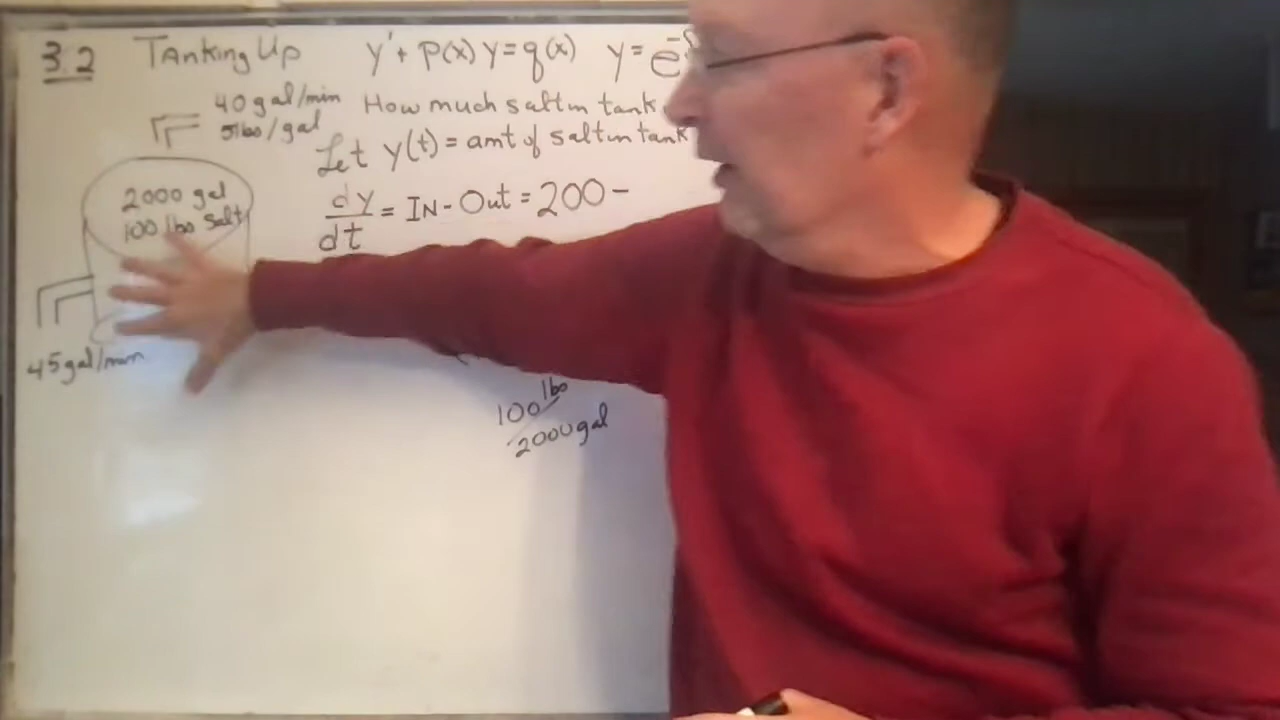 3.2 Tanking Up y' + p(x) y = q(x) y = e^-∫
40 gal/min How much salt in tank
5 lbs/gal
Let y(t) = amt of salt in tank
2000 gal
100 lbs salt
dy/dt = In - Out = 200 -
45 gal/min
100 lbs
2000 gal